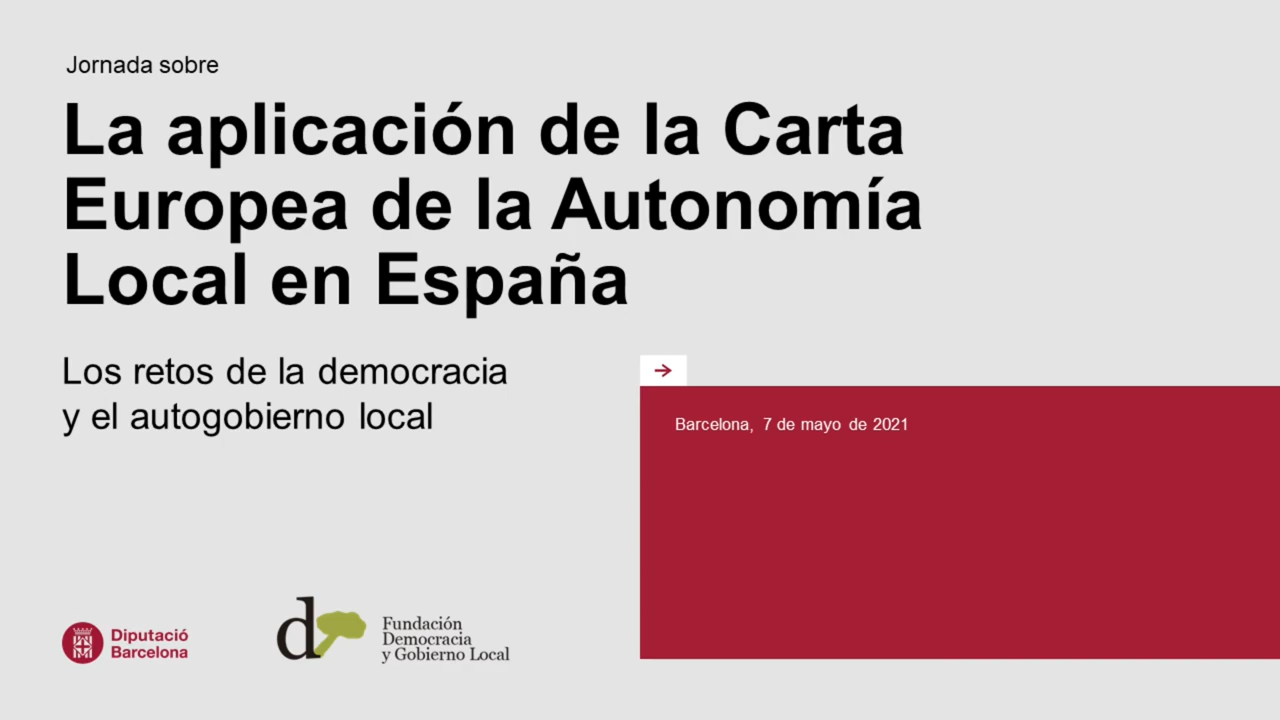 Jornada sobre
La aplicación de la Carta
Europea de la Autonomía
Local en España
Los retos de la democracia
y el autogobierno local
→
Barcelona, 7 de mayo de 2021
Diputació
Barcelona
d
Fundación
Democracia
y Gobierno Local